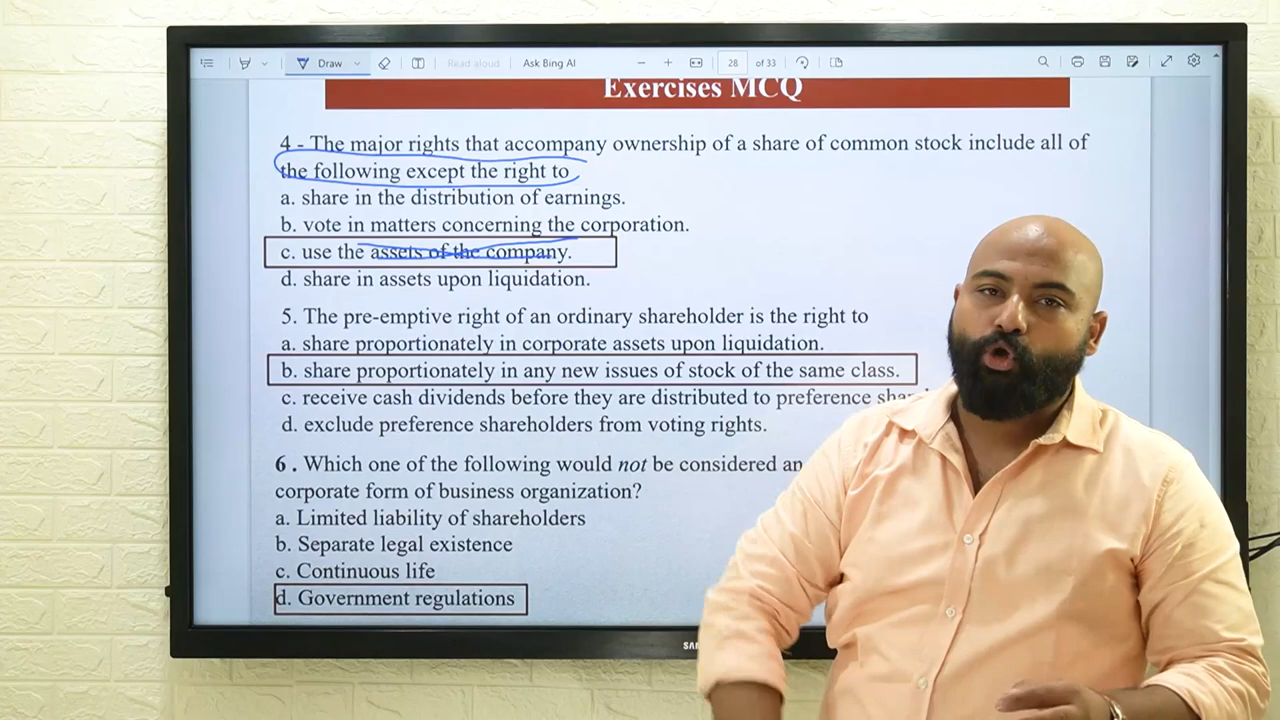 Draw
Read aloud
Ask Bing AI
28
of 33
Exercises MCQ
4 - The major rights that accompany ownership of a share of common stock include all of
the following except the right to
a. share in the distribution of earnings.
b. vote in matters concerning the corporation.
c. use the assets of the company.
d. share in assets upon liquidation.
5. The pre-emptive right of an ordinary shareholder is the right to
a. share proportionately in corporate assets upon liquidation.
b. share proportionately in any new issues of stock of the same class.
c. receive cash dividends before they are distributed to preference
d. exclude preference shareholders from voting rights.
6 . Which one of the following would not be considered an
corporate form of business organization?
a. Limited liability of shareholders
b. Separate legal existence
c. Continuous life
d. Government regulations